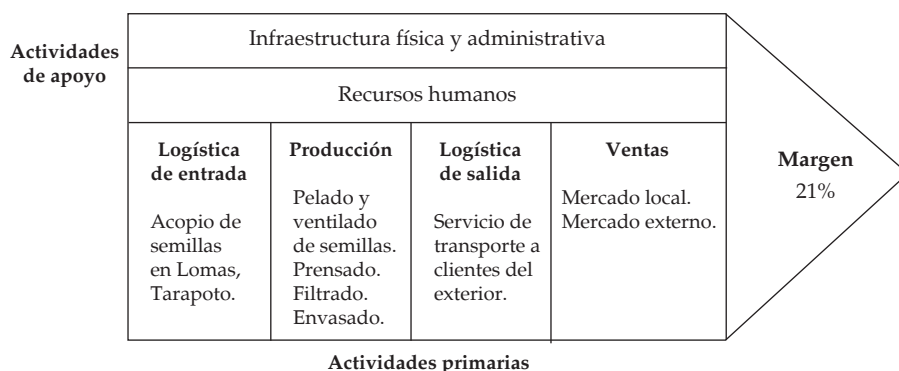 Actividades
de apoyo
Infraestructura física y administrativa
Recursos humanos
Logística
de entrada
Acopio de
semillas
en Lomas,
Tarapoto.
Producción
Pelado y
ventilado
de semillas.
Prensado.
Filtrado.
Envasado.
Logística
de salida
Servicio de
transporte a
clientes del
exterior.
Ventas
Mercado local.
Mercado externo.
Margen
21%
Actividades primarias